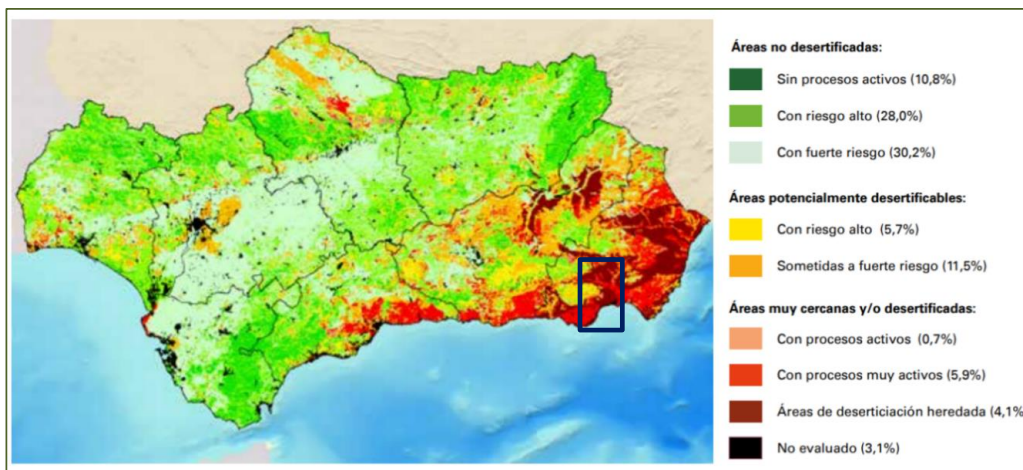 Áreas no desertificadas:
Sin procesos activos (10,8%)
Con riesgo alto (28,0%)
Con fuerte riesgo (30,2%)
Áreas potencialmente desertificables:
Con riesgo alto (5,7%)
Sometidas a fuerte riesgo (11,5%)
Áreas muy cercanas y/o desertificadas:
Con procesos activos (0,7%)
Con procesos muy activos (5,9%)
Áreas de deserticiación heredada (4,1%
No evaluado (3,1%)